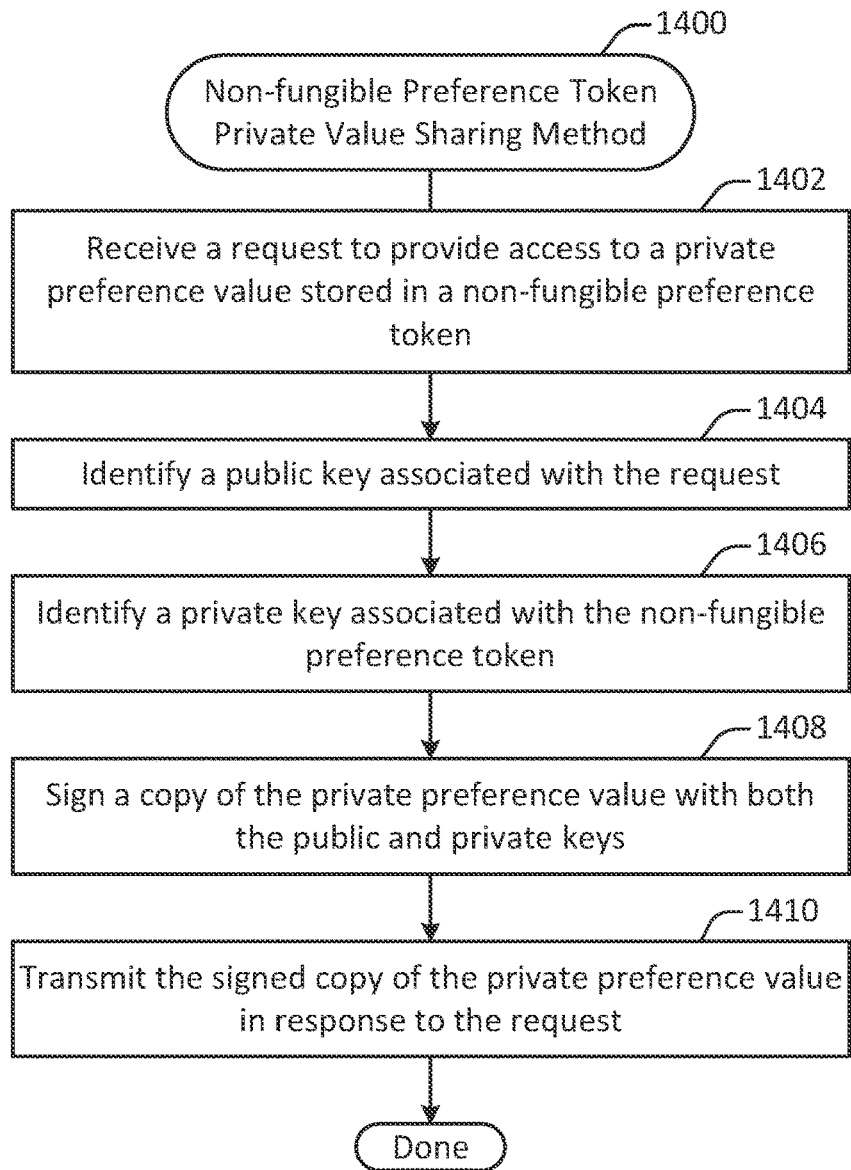 1400
Non-fungible Preference Token
Private Value Sharing Method
1402
Receive a request to provide access to a private
preference value stored in a non-fungible preference
token
1404
Identify a public key associated with the request
1406
Identify a private key associated with the non-fungible
preference token
1408
Sign a copy of the private preference value with both
the public and private keys
1410
Transmit the signed copy of the private preference value
in response to the request
Done